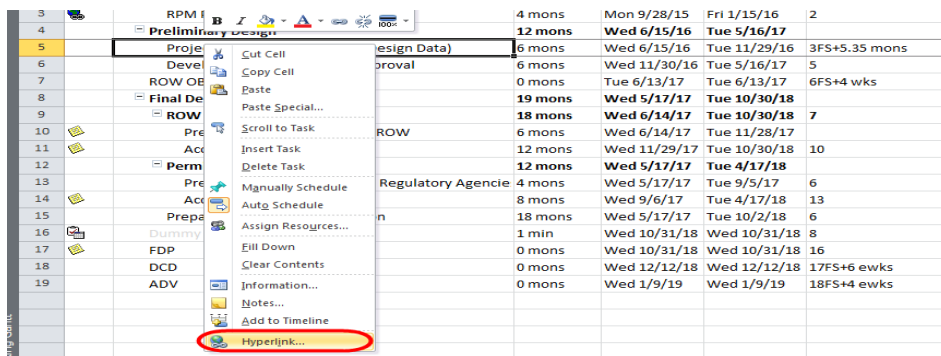 3 RPM 4 mons Mon 9/28/15 Fri 1/15/16 2
B I A
4 Preliminary Design 12 mons Wed 6/15/16 Tue 5/16/17
5 Proje esign Data) 6 mons Wed 6/15/16 Tue 11/29/16 3FS+5.35 mons
Cut Cell
6 Devel proval 6 mons Wed 11/30/16 Tue 5/16/17 5
Copy Cell
7 ROW OB 0 mons Tue 6/13/17 Tue 6/13/17 6FS+4 wks
Paste
8 Final De 19 mons Wed 5/17/17 Tue 10/30/18
Paste Special...
9 ROW 18 mons Wed 6/14/17 Tue 10/30/18 7
Scroll to Task
10 Pre ROW 6 mons Wed 6/14/17 Tue 11/28/17
Insert Task
11 Acc 12 mons Wed 11/29/17 Tue 10/30/18 10
Delete Task
12 Perm 12 mons Wed 5/17/17 Tue 4/17/18
Manually Schedule
13 Pre Regulatory Agencie 4 mons Wed 5/17/17 Tue 9/5/17 6
Auto Schedule
14 Acc 8 mons Wed 9/6/17 Tue 4/17/18 13
15 Prepa n 18 mons Wed 5/17/17 Tue 10/2/18 6
Assign Resources...
16 Dummy 1 min Wed 10/31/18 Wed 10/31/18 8
Fill Down
17 FDP 0 mons Wed 10/31/18 Wed 10/31/18 16
Clear Contents
18 DCD 0 mons Wed 12/12/18 Wed 12/12/18 17FS+6 ewks
Information...
19 ADV 0 mons Wed 1/9/19 Wed 1/9/19 18FS+4 ewks
Notes...
Add to Timeline
Hyperlink...